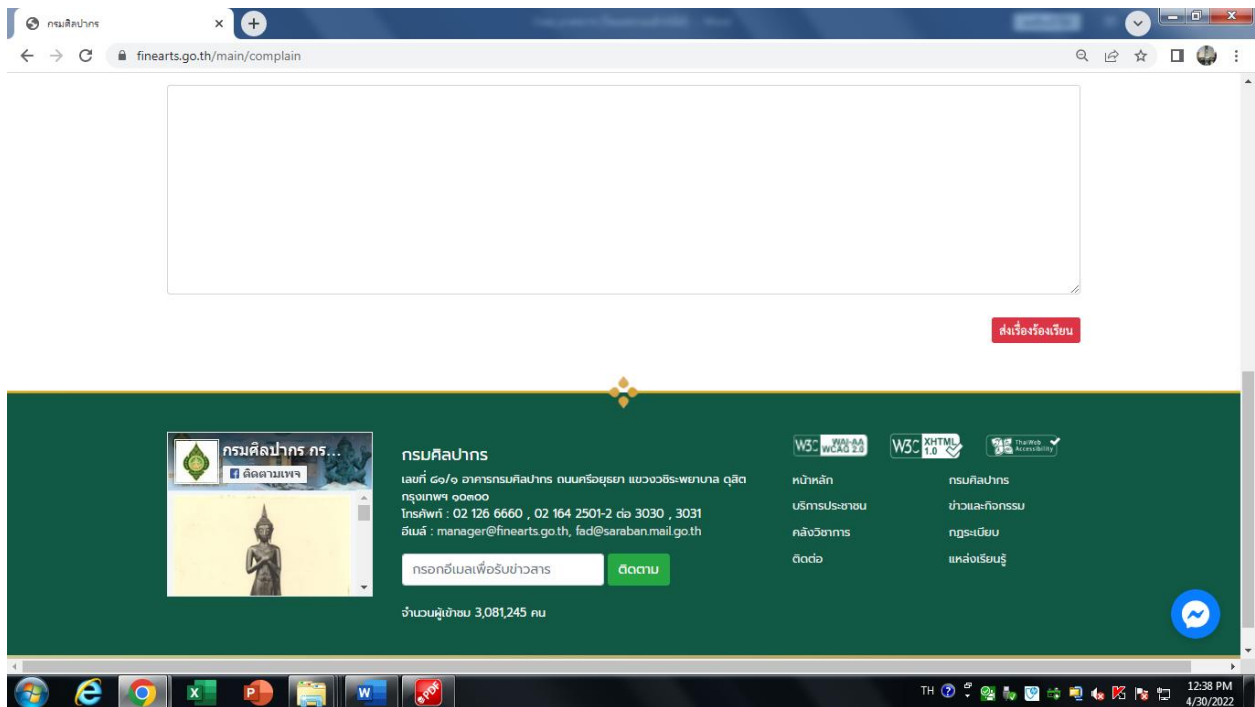 กรมศิลปากร
finearts.go.th/main/complain
ส่งเรื่องร้องเรียน
กรมศิลปากร กร...
ติดตามเพจ
กรมศิลปากร
เลขที่ ๘๑/๑ อาคารกรมศิลปากร ถนนศรีอยุธยา แขวงวชิระพยาบาล ดุสิต
กรุงเทพฯ ๑๐๓๐๐
โทรศัพท์ : 02 126 6660 , 02 164 2501-2 ต่อ 3030 , 3031
อีเมล์ : manager@finearts.go.th, fad@saraban.mail.go.th
กรอกอีเมลเพื่อรับข่าวสาร
ติดตาม
จำนวนผู้เข้าชม 3,081,245 คน
W3C WAI-AA WCAG 2.0
W3C XHTML 1.0
ThaiWeb Accessibility
หน้าหลัก
กรมศิลปากร
บริการประชาชน
ข่าวและกิจกรรม
คลังวิชาการ
กฎระเบียบ
ติดต่อ
แหล่งเรียนรู้
TH
12:38 PM
4/30/2022